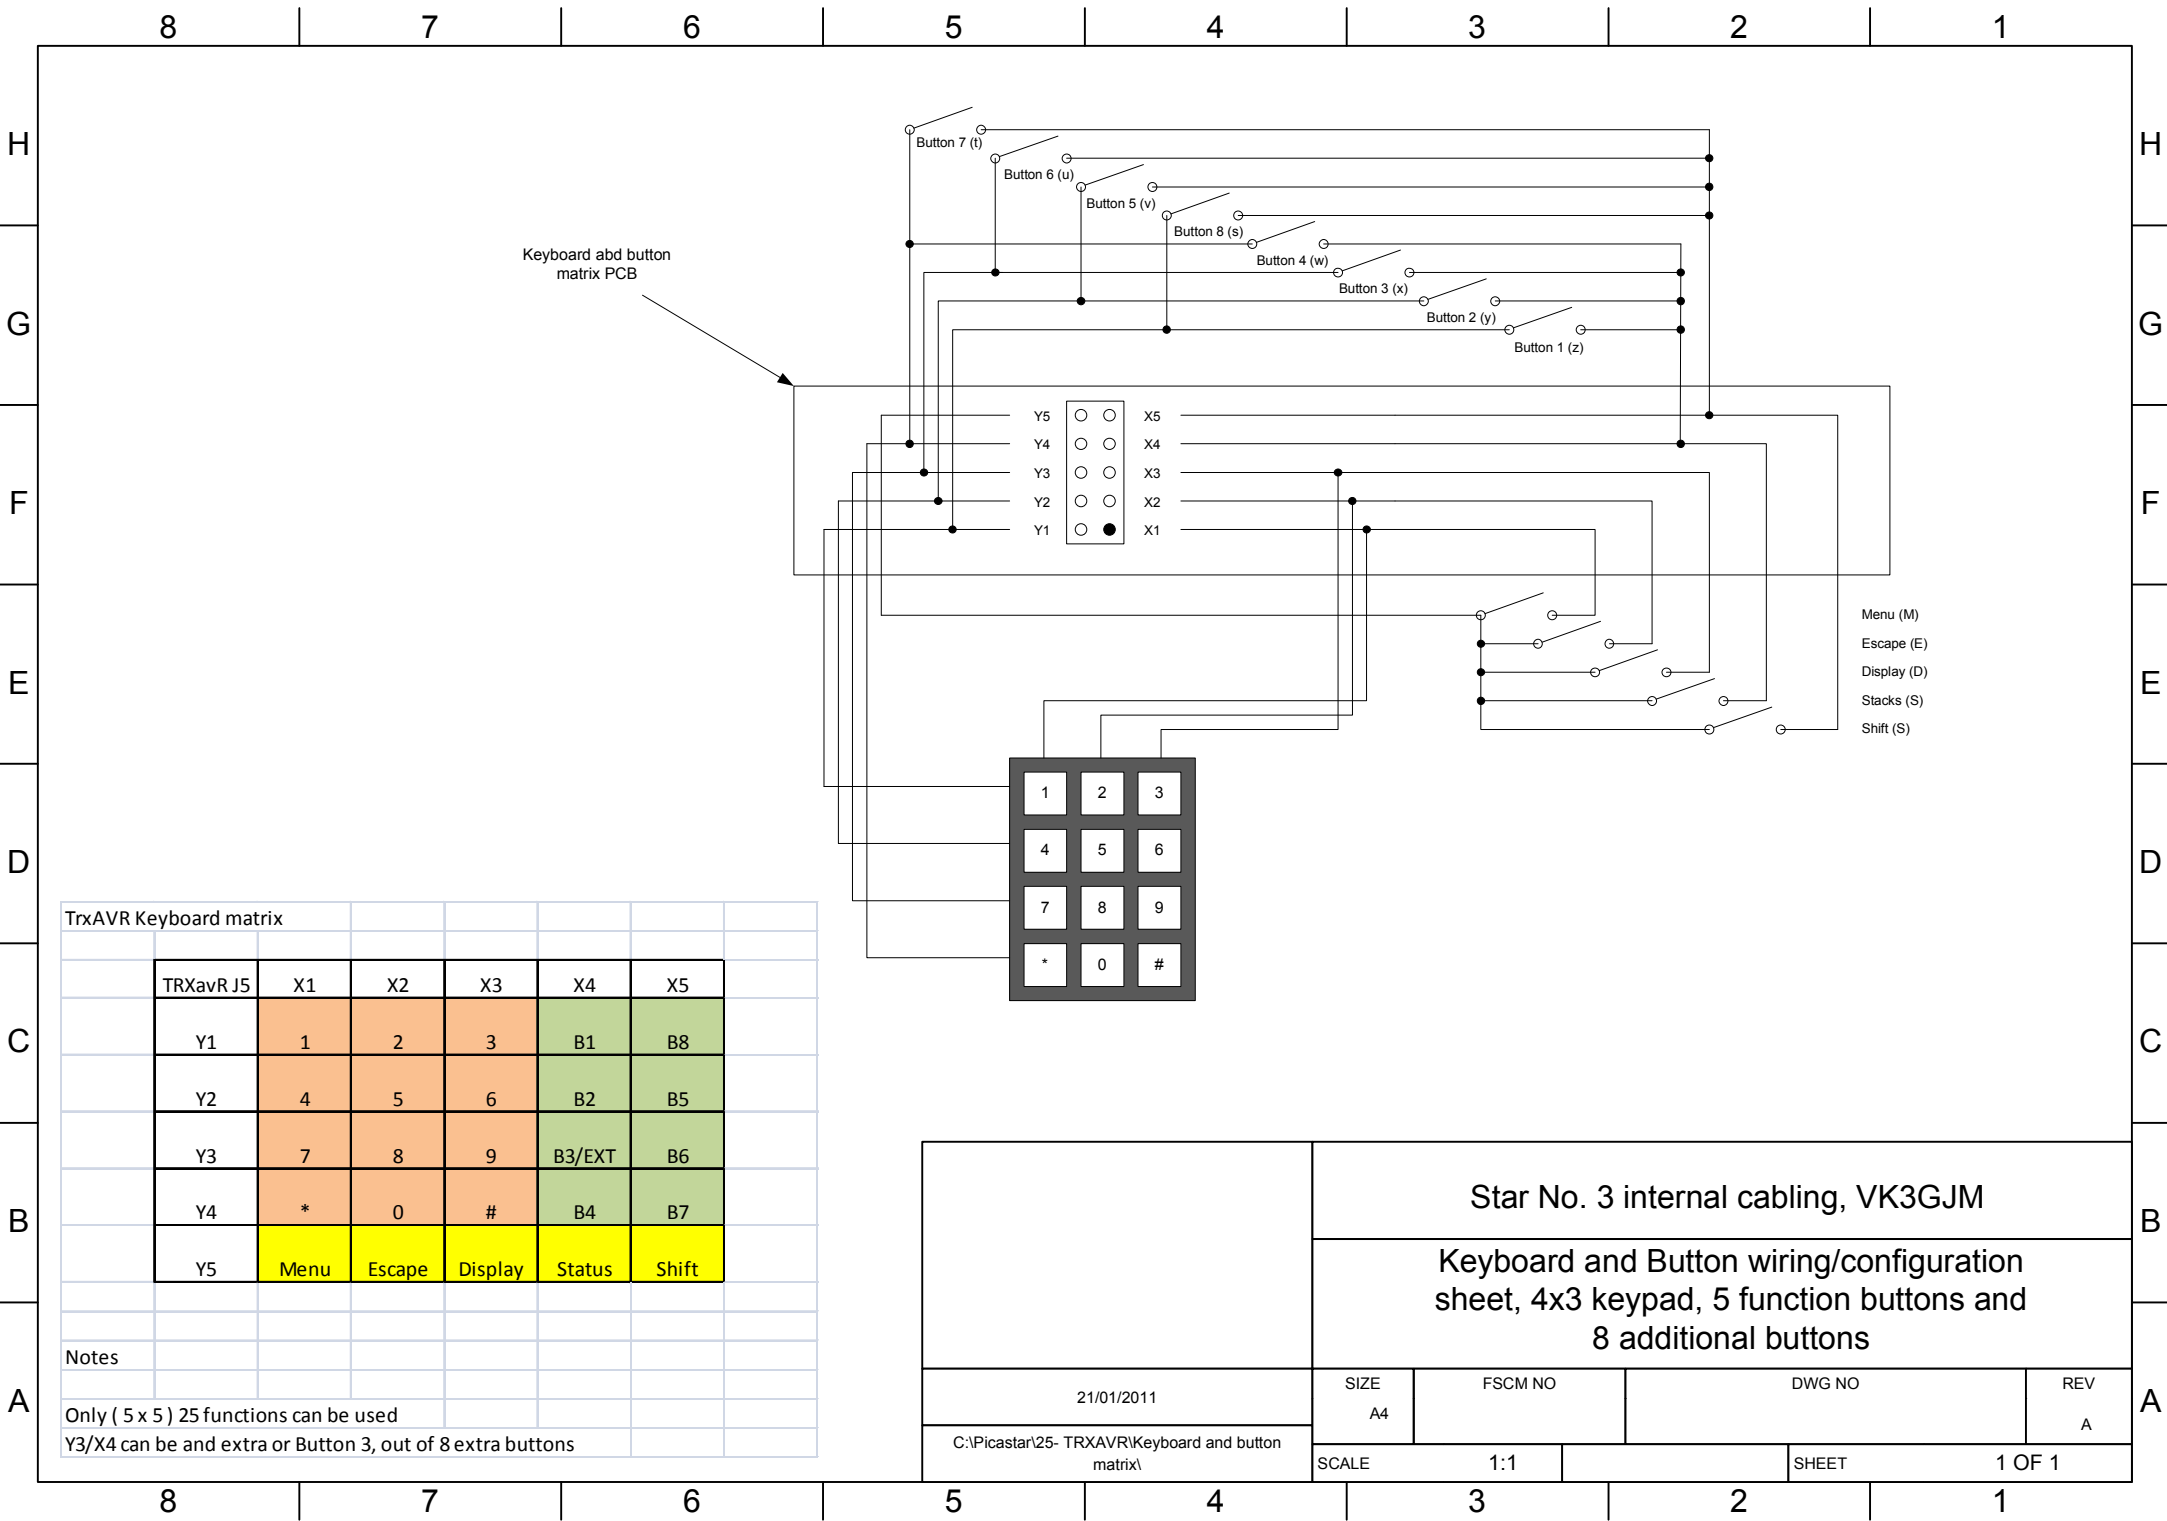 8 7 6 5 4 3 2 1
H H
G G
F F
E E
D D
C C
B B
A A
Button 7 (t)
Button 6 (u)
Button 5 (v)
Button 8 (s)
Button 4 (w)
Button 3 (x)
Button 2 (y)
Button 1 (z)
Keyboard abd button
matrix PCB
Y5 X5
Y4 X4
Y3 X3
Y2 X2
Y1 X1
Menu (M)
Escape (E)
Display (D)
Stacks (S)
Shift (S)
1 2 3
4 5 6
7 8 9
* 0 #
TrxAVR Keyboard matrix
TRXavR J5 X1 X2 X3 X4 X5
Y1 1 2 3 B1 B8
Y2 4 5 6 B2 B5
Y3 7 8 9 B3/EXT B6
Y4 * 0 # B4 B7
Y5 Menu Escape Display Status Shift
Notes
Only ( 5 x 5 ) 25 functions can be used
Y3/X4 can be and extra or Button 3, out of 8 extra buttons
Star No. 3 internal cabling, VK3GJM
Keyboard and Button wiring/configuration
sheet, 4x3 keypad, 5 function buttons and
8 additional buttons
21/01/2011
C:\Picastar\25- TRXAVR\Keyboard and button
matrix\
SIZE FSCM NO DWG NO REV
A4 A
SCALE 1:1 SHEET 1 OF 1
8 7 6 5 4 3 2 1